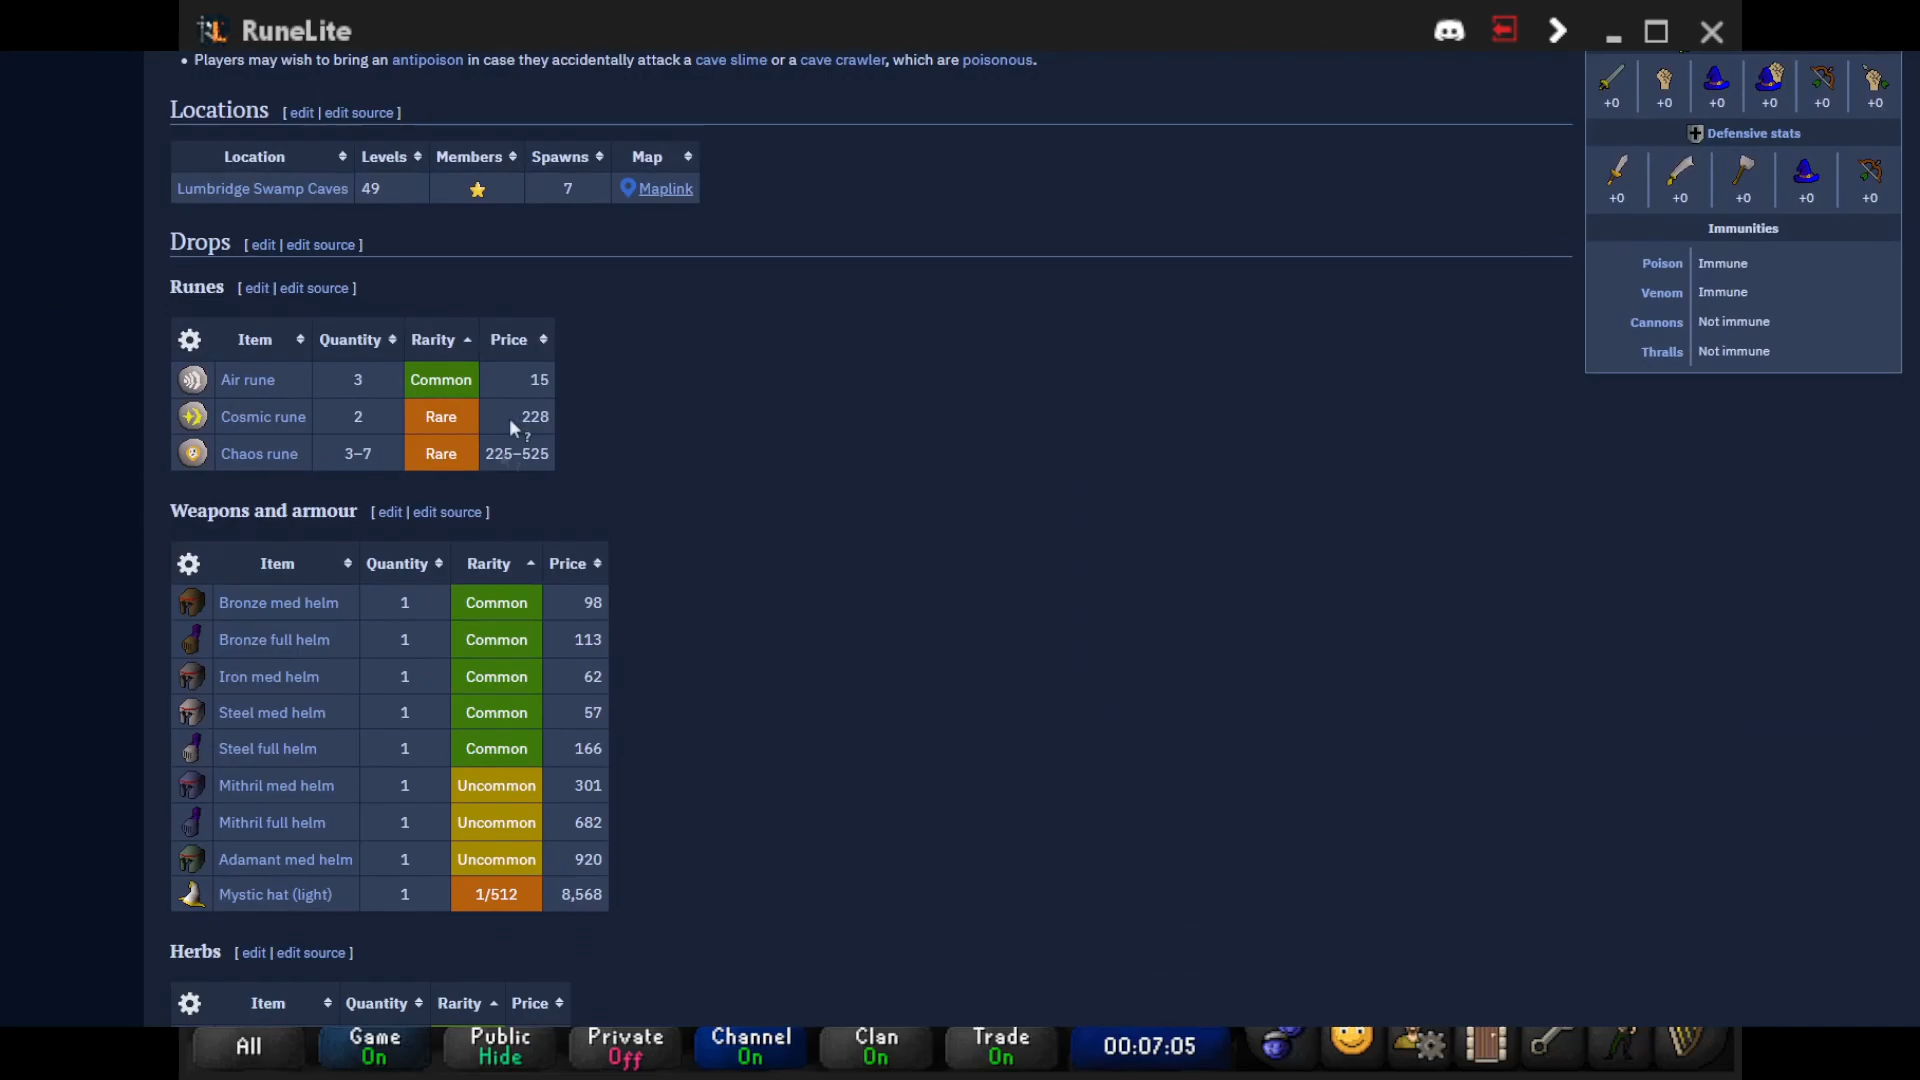 RuneLite
• Players may wish to bring an antipoison in case they accidentally attack a cave slime or a cave crawler, which are poisonous.
+0 +0 +0 +0 +0 +0
Locations [ edit | edit source ]
Defensive stats
Location Levels Members Spawns Map
Lumbridge Swamp Caves 49 7 Maplink
+0 +0 +0 +0 +0
Immunities
Poison Immune
Venom Immune
Cannons Not immune
Thralls Not immune
Drops [ edit | edit source ]
Runes [ edit | edit source ]
Item Quantity Rarity Price
Air rune 3 Common 15
Cosmic rune 2 Rare 228
Chaos rune 3–7 Rare 225–525
Weapons and armour [ edit | edit source ]
Item Quantity Rarity Price
Bronze med helm 1 Common 98
Bronze full helm 1 Common 113
Iron med helm 1 Common 62
Steel med helm 1 Common 57
Steel full helm 1 Common 166
Mithril med helm 1 Uncommon 301
Mithril full helm 1 Uncommon 682
Adamant med helm 1 Uncommon 920
Mystic hat (light) 1 1/512 8,568
Herbs [ edit | edit source ]
Item Quantity Rarity Price
All
Game
On
Public
Hide
Private
Off
Channel
On
Clan
On
Trade
On
00:07:05